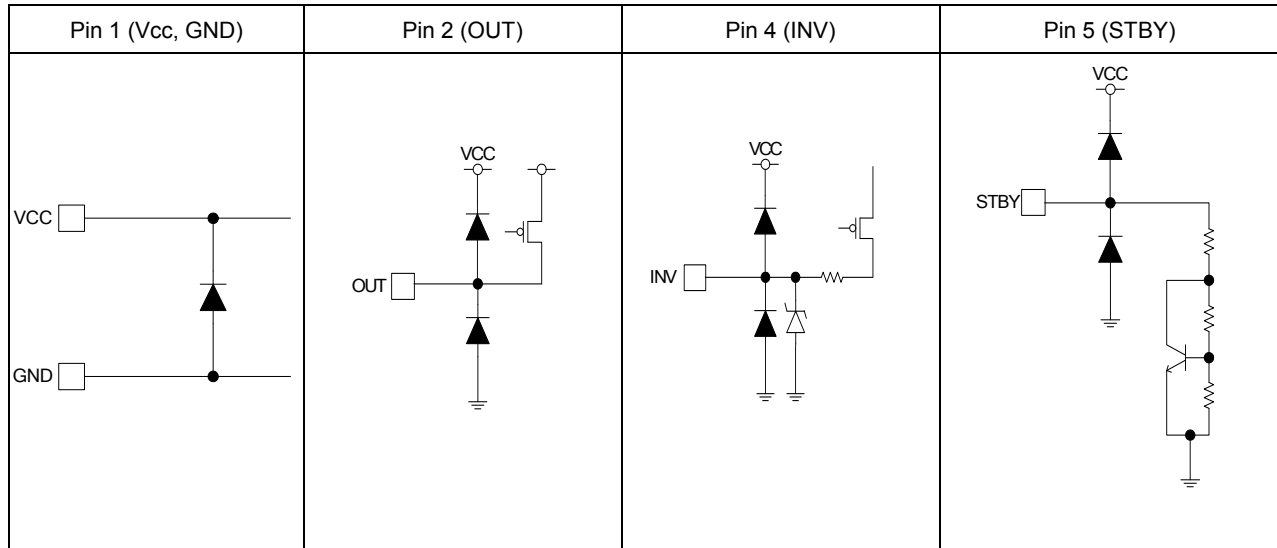 Pin 1 (Vcc, GND)
Pin 2 (OUT)
Pin 4 (INV)
Pin 5 (STBY)
VCC
GND
VCC
OUT
VCC
INV
VCC
STBY